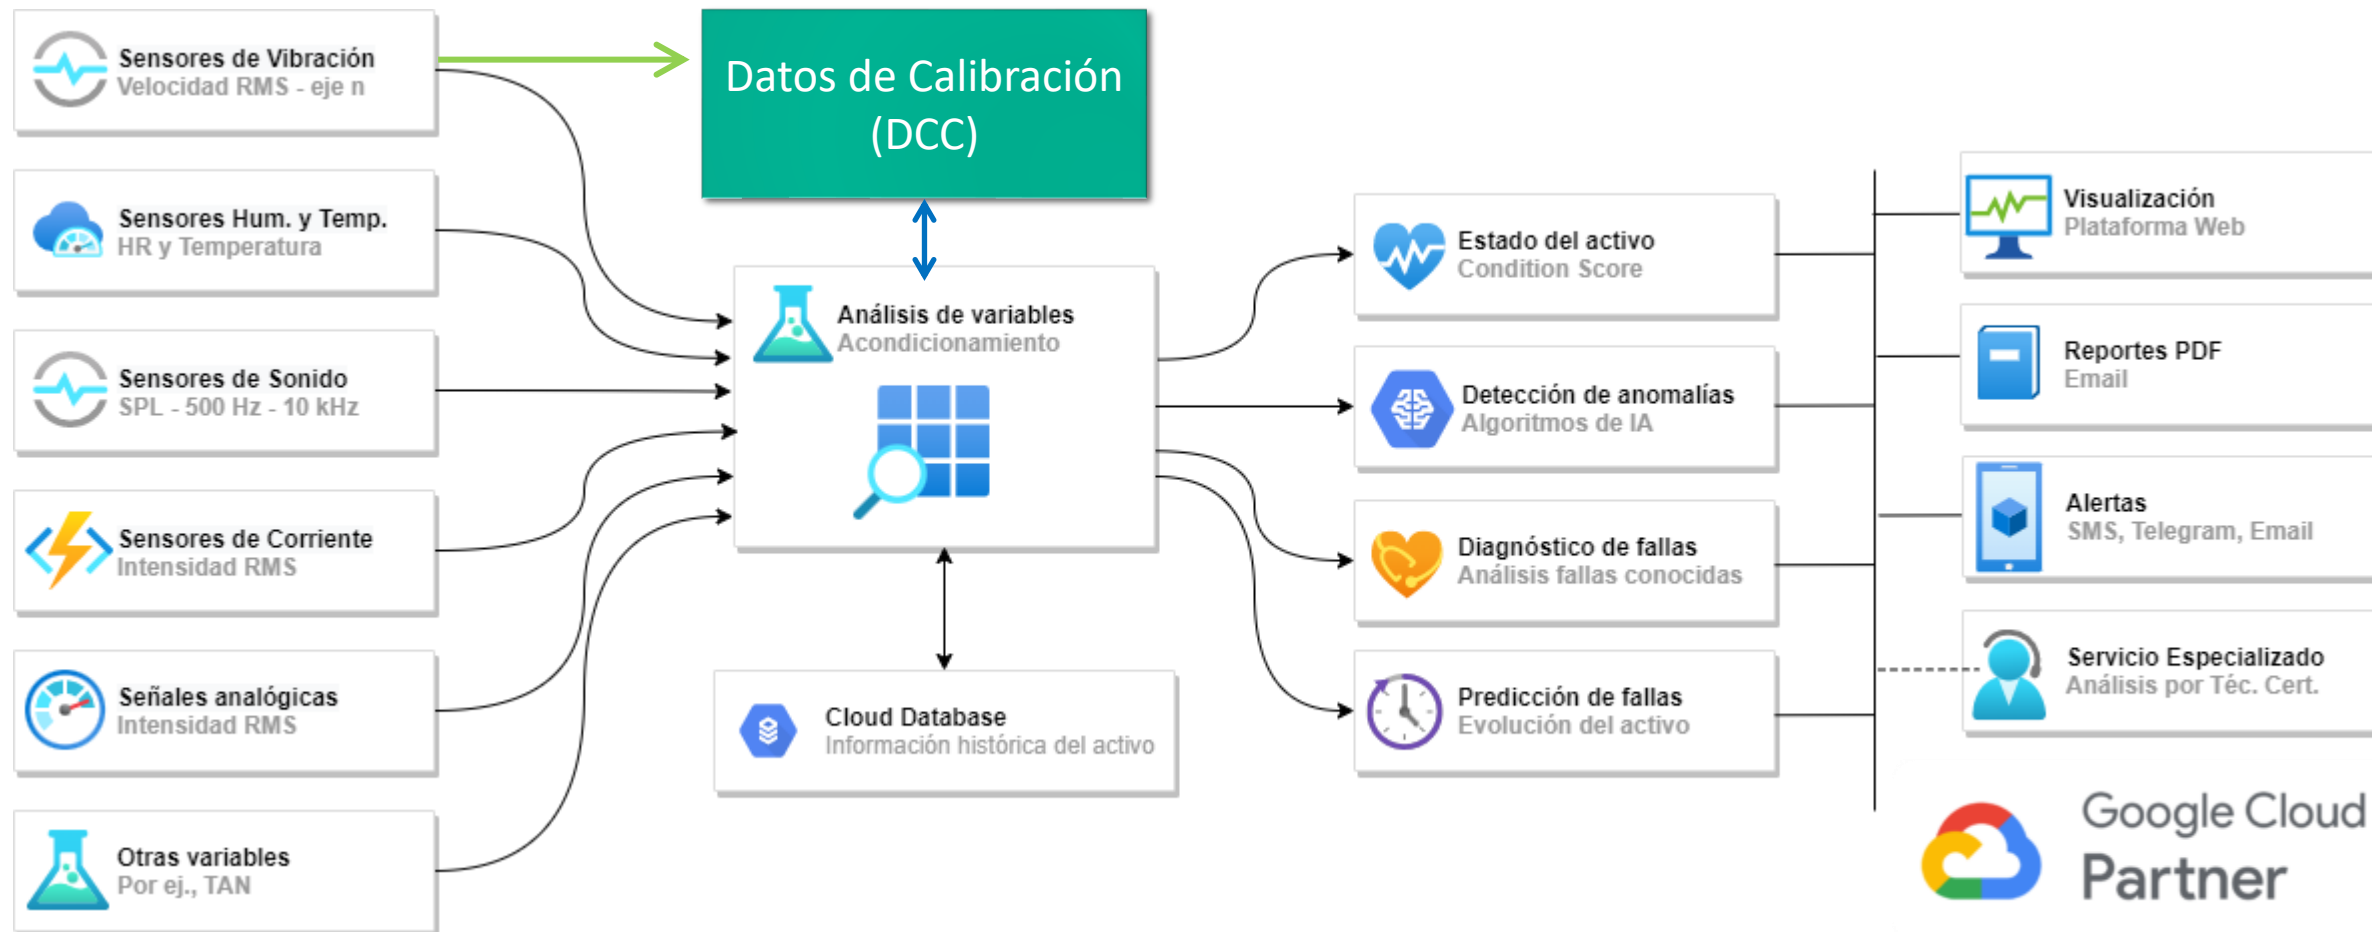 Sensores de Vibración
Velocidad RMS - eje n
Sensores Hum. y Temp.
HR y Temperatura
Sensores de Sonido
SPL - 500 Hz - 10 kHz
Sensores de Corriente
Intensidad RMS
Señales analógicas
Intensidad RMS
Otras variables
Por ej., TAN
Datos de Calibración
(DCC)
Análisis de variables
Acondicionamiento
Cloud Database
Información histórica del activo
Estado del activo
Condition Score
Detección de anomalías
Algoritmos de IA
Diagnóstico de fallas
Análisis fallas conocidas
Predicción de fallas
Evolución del activo
Visualización
Plataforma Web
Reportes PDF
Email
Alertas
SMS, Telegram, Email
Servicio Especializado
Análisis por Téc. Cert.
Google Cloud
Partner